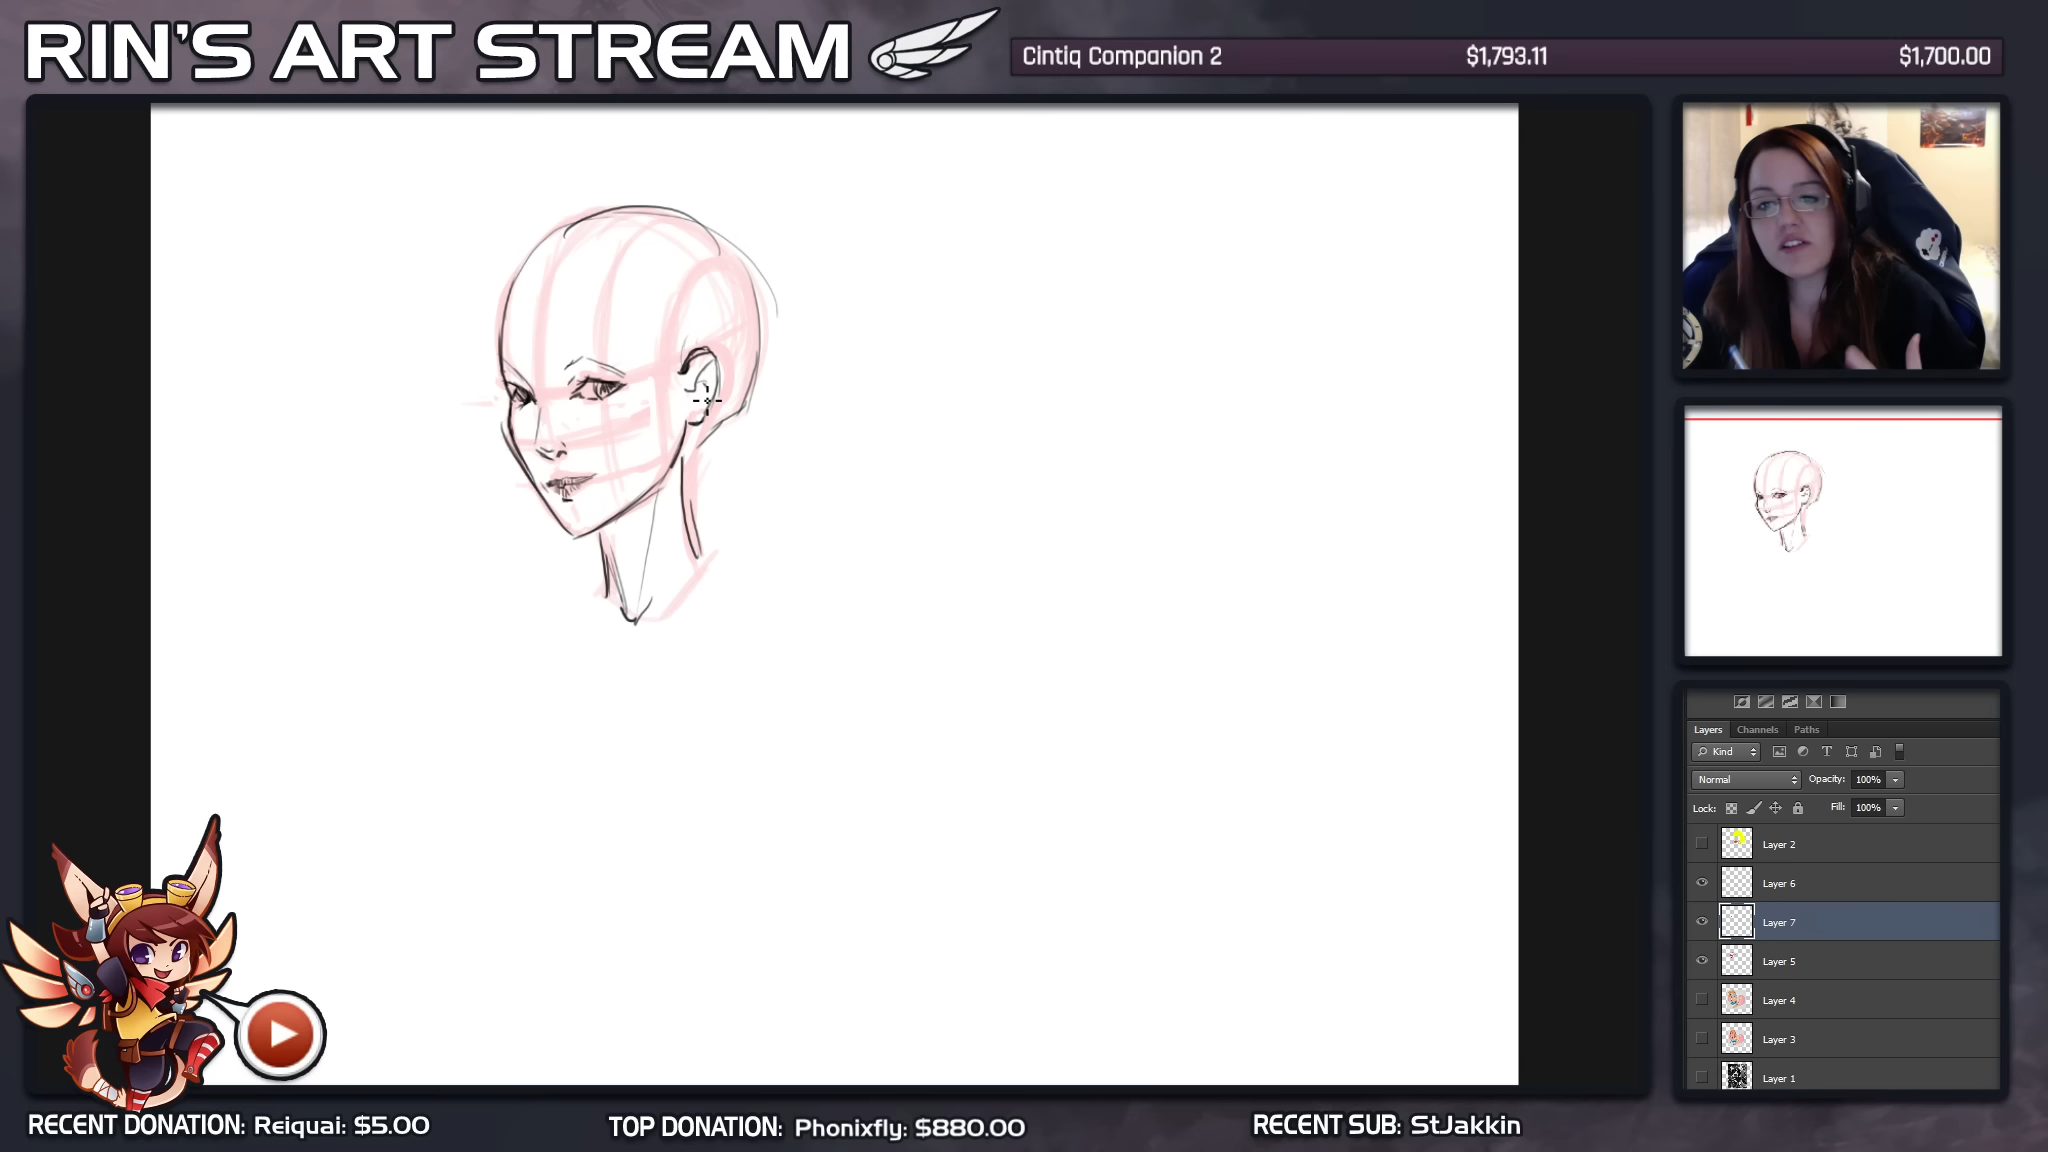 RIN'S ART STREAM
Cintiq Companion 2 $1,793.11 $1,700.00
Layers Channels Paths
Kind
Normal Opacity: 100%
Lock: Fill: 100%
Layer 2
Layer 6
Layer 7
Layer 5
Layer 4
Layer 3
Layer 1
RECENT DONATION: Reiquai: $5.00 TOP DONATION: Phonixfly: $880.00 RECENT SUB: StJakkin